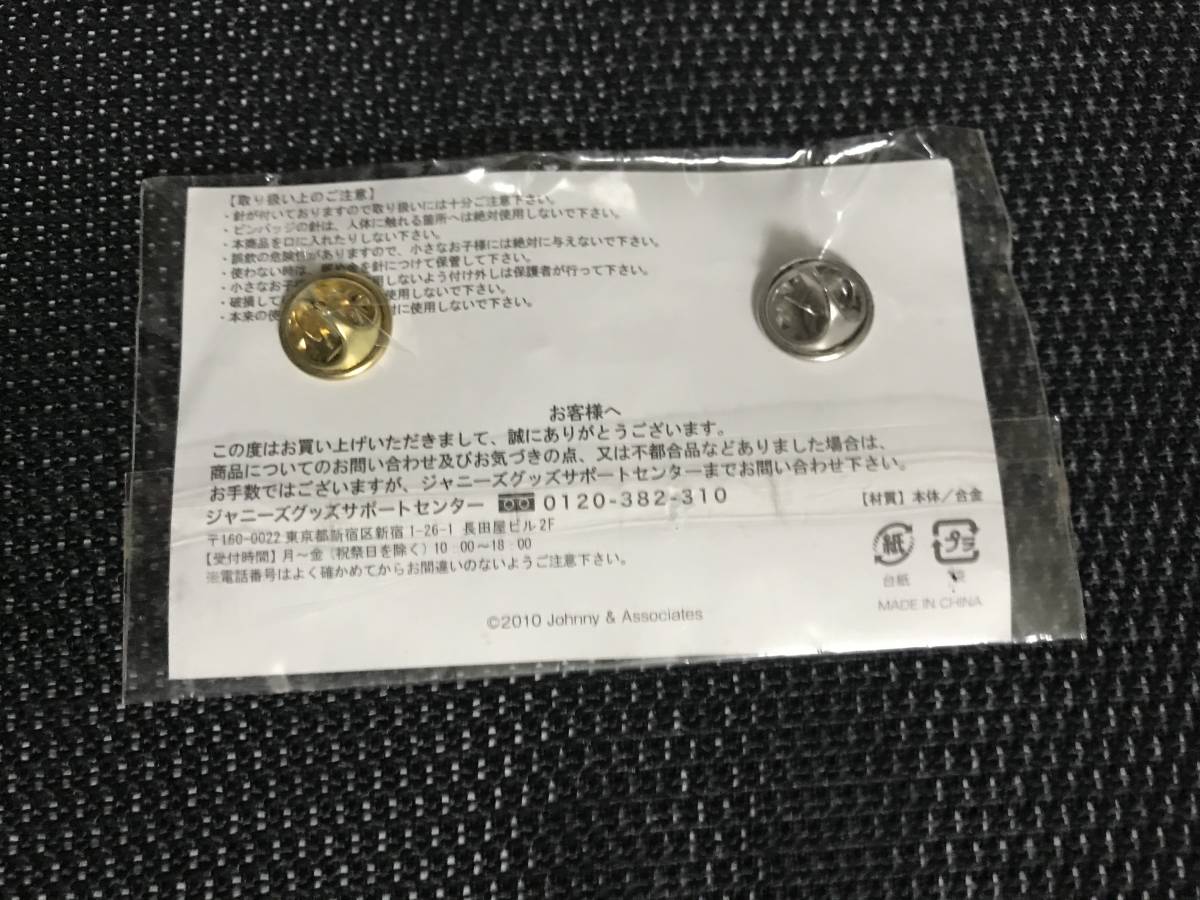 【取り扱い上のご注意】
・針が付いておりますので取り扱いには十分ご注意下さい。
・ピンバッジの針は、人体に触れる箇所へは絶対使用しないで下さい。
・本商品を口に入れたりしない下さい。
・誤飲の危険性がありますので、小さなお子様には絶対に与えないで下さい。
・使わない時は、 を針につけて保管して下さい。
・小さなお子 用しないよう付け外しは保護者が行って下さい。
・破損して 使用しないで下さい。
・本来の使 に使用しないで下さい。
お客様へ
この度はお買い上げいただきまして、誠にありがとうございます。
商品についてのお問い合わせ及びお気づきの点、又は不都合品などありました場合は、
お手数ではございますが、ジャニーズグッズサポートセンターまでお問い合わせ下さい。
ジャニーズグッズサポートセンター 0120-382-310
〒160-0022 東京都新宿区新宿 1-26-1 長田屋ビル 2F
【受付時間】月〜金（祝祭日を除く）10：00〜18：00
※電話番号はよく確かめてからお間違いのないようご注意下さい。
【材質】本体／合金
紙 プラ
台紙 袋
MADE IN CHINA
©2010 Johnny & Associates